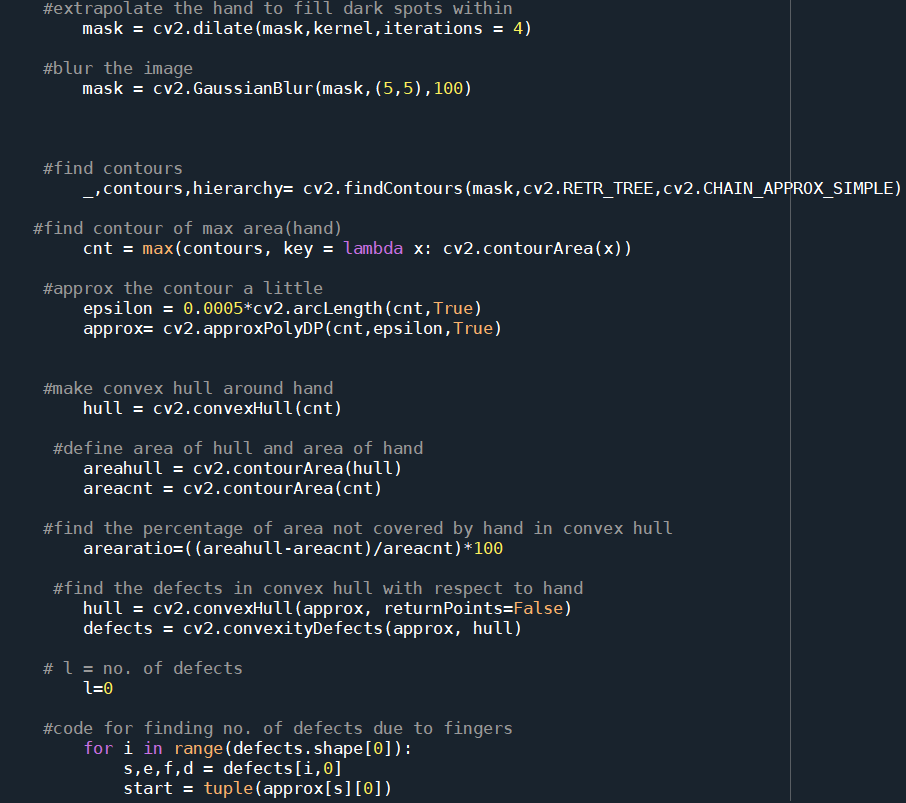 #extrapolate the hand to fill dark spots within
mask = cv2.dilate(mask,kernel,iterations = 4)
#blur the image
mask = cv2.GaussianBlur(mask,(5,5),100)
#find contours
_,contours,hierarchy= cv2.findContours(mask,cv2.RETR_TREE,cv2.CHAIN_APPROX_SIMPLE)
#find contour of max area(hand)
cnt = max(contours, key = lambda x: cv2.contourArea(x))
#approx the contour a little
epsilon = 0.0005*cv2.arcLength(cnt,True)
approx= cv2.approxPolyDP(cnt,epsilon,True)
#make convex hull around hand
hull = cv2.convexHull(cnt)
#define area of hull and area of hand
areahull = cv2.contourArea(hull)
areacnt = cv2.contourArea(cnt)
#find the percentage of area not covered by hand in convex hull
arearatio=((areahull-areacnt)/areacnt)*100
#find the defects in convex hull with respect to hand
hull = cv2.convexHull(approx, returnPoints=False)
defects = cv2.convexityDefects(approx, hull)
# l = no. of defects
l=0
#code for finding no. of defects due to fingers
for i in range(defects.shape[0]):
s,e,f,d = defects[i,0]
start = tuple(approx[s][0])